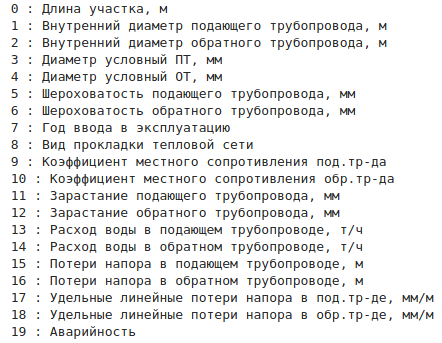 0 : Длина участка, м
1 : Внутренний диаметр подающего трубопровода, м
2 : Внутренний диаметр обратного трубопровода, м
3 : Диаметр условный ПТ, мм
4 : Диаметр условный ОТ, мм
5 : Шероховатость подающего трубопровода, мм
6 : Шероховатость обратного трубопровода, мм
7 : Год ввода в эксплуатацию
8 : Вид прокладки тепловой сети
9 : Коэффициент местного сопротивления под.тр-да
10 : Коэффициент местного сопротивления обр.тр-да
11 : Зарастание подающего трубопровода, мм
12 : Зарастание обратного трубопровода, мм
13 : Расход воды в подающем трубопроводе, т/ч
14 : Расход воды в обратном трубопроводе, т/ч
15 : Потери напора в подающем трубопроводе, м
16 : Потери напора в обратном трубопроводе, м
17 : Удельные линейные потери напора в под.тр-де, мм/м
18 : Удельные линейные потери напора в обр.тр-де, мм/м
19 : Аварийность